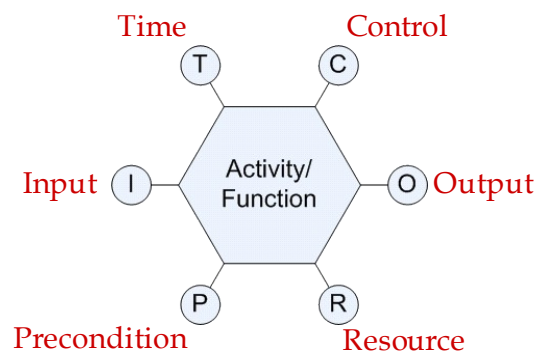 Time
Control
T
C
Input
I
Activity/
Function
O
Output
P
R
Precondition
Resource